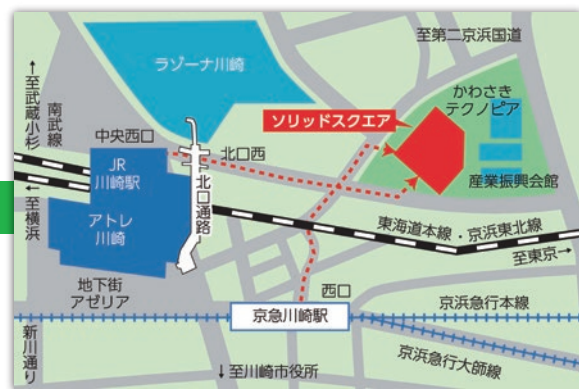 至第二京浜国道
ラゾーナ川崎
かわさき
テクノピア
ソリッドスクエア
↑至武蔵小杉
南武線
中央西口
北口西
JR
川崎駅
北口通路
産業振興会館
←至横浜
アトレ
川崎
東海道本線・京浜東北線
至東京→
地下街
アゼリア
西口
京急川崎駅
京浜急行本線
新川通り
京浜急行大師線
↓至川崎市役所